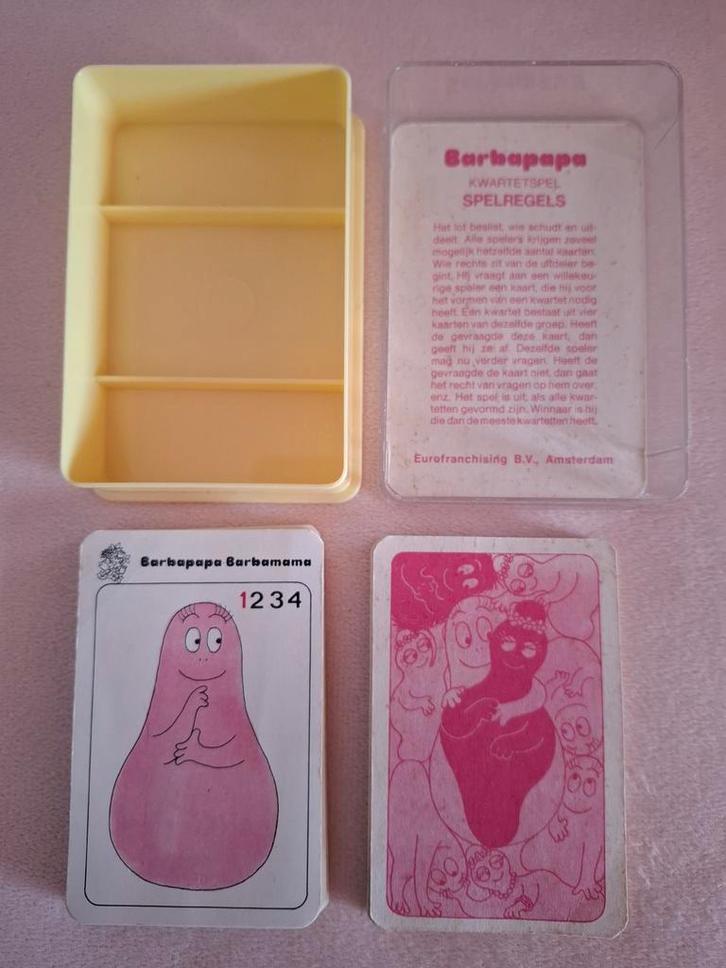 Barbapapa
KWARTETSPEL
SPELREGELS
Het lot beslist, wie schudt en uit-
deelt. Alle spelers krijgen zoveel
mogelijk hetzelfde aantal kaarten.
Wie rechts zit van de uitdeler be-
gint. Hij vraagt aan een willekeu-
rige speler een kaart, die hij voor
het vormen van een kwartet nodig
heeft. Een kwartet bestaat uit vier
kaarten van dezelfde groep. Heeft
de gevraagde deze kaart, dan
geeft hij ze af. Dezelfde speler
mag nu verder vragen. Heeft de
gevraagde de kaart niet, dan gaat
het recht van vragen op hem over,
enz. Het spel is uit, als alle kwar-
tetten gevormd zijn. Winnaar is hij
die dan de meeste kwartetten heeft.
Eurofranchising B.V., Amsterdam
Barbapapa Barbamama
1234